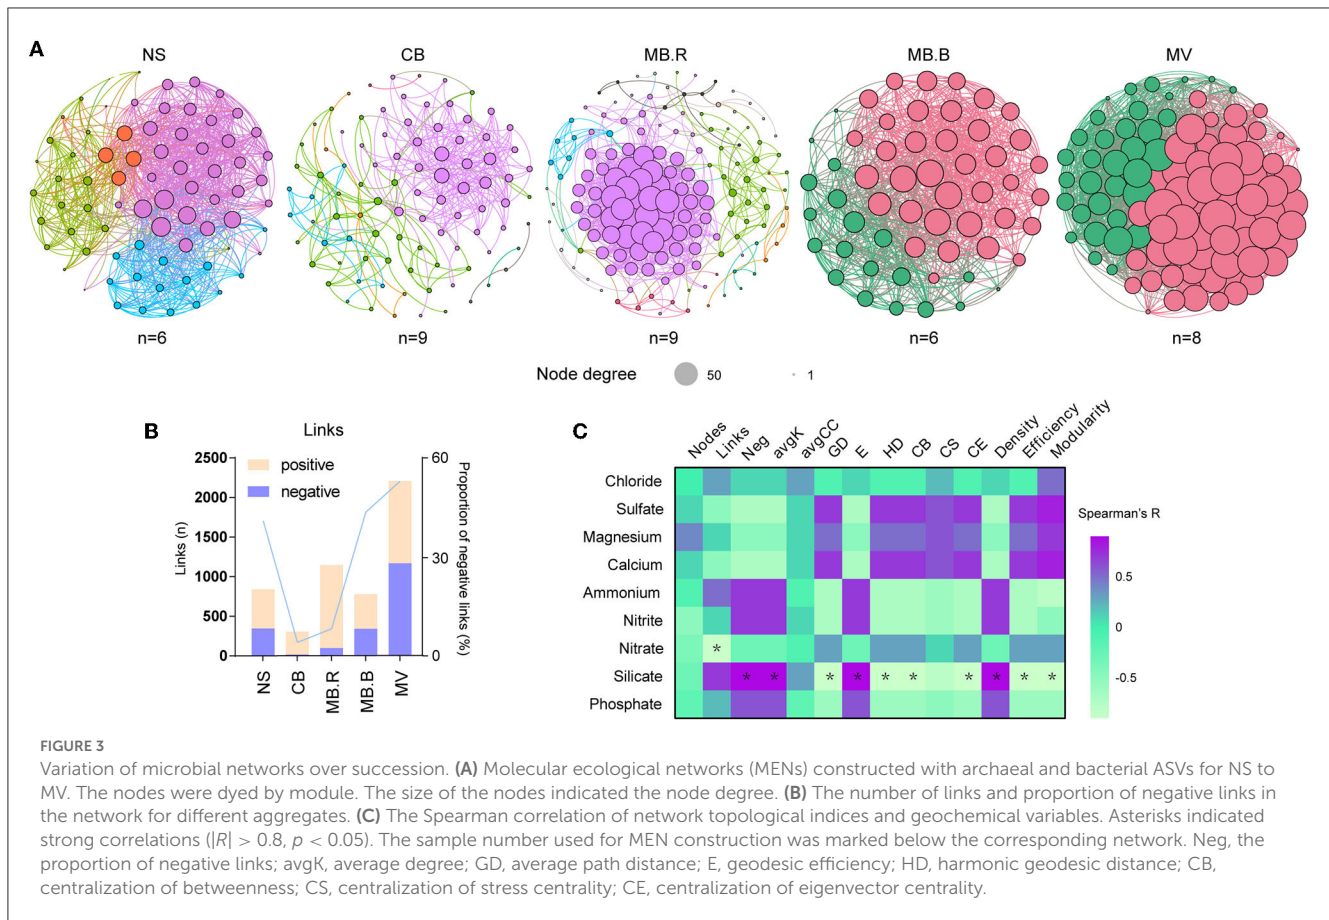 A
NS
CB
MB.R
MB.B
MV
n=6
n=9
n=9
n=6
n=8
Node degree 50 1
B
Links
2500
2000
1500
1000
500
0
Links (n)
positive
negative
60
30
0
Proportion of negative links (%)
NS
CB
MB.R
MB.B
MV
C
Nodes
Links
Neg
avgK
avgCC
GD
E
HD
CB
CS
CE
Density
Efficiency
Modularity
Chloride
Sulfate
Magnesium
Calcium
Ammonium
Nitrite
Nitrate *
Silicate * * * * * * * * * *
Phosphate
Spearman's R
0.5
-0.5
FIGURE 3
Variation of microbial networks over succession. (A) Molecular ecological networks (MENs) constructed with archaeal and bacterial ASVs for NS to
MV. The nodes were dyed by module. The size of the nodes indicated the node degree. (B) The number of links and proportion of negative links in
the network for different aggregates. (C) The Spearman correlation of network topological indices and geochemical variables. Asterisks indicated
strong correlations (|R| > 0.8, p < 0.05). The sample number used for MEN construction was marked below the corresponding network. Neg, the
proportion of negative links; avgK, average degree; GD, average path distance; E, geodesic efficiency; HD, harmonic geodesic distance; CB,
centralization of betweenness; CS, centralization of stress centrality; CE, centralization of eigenvector centrality.